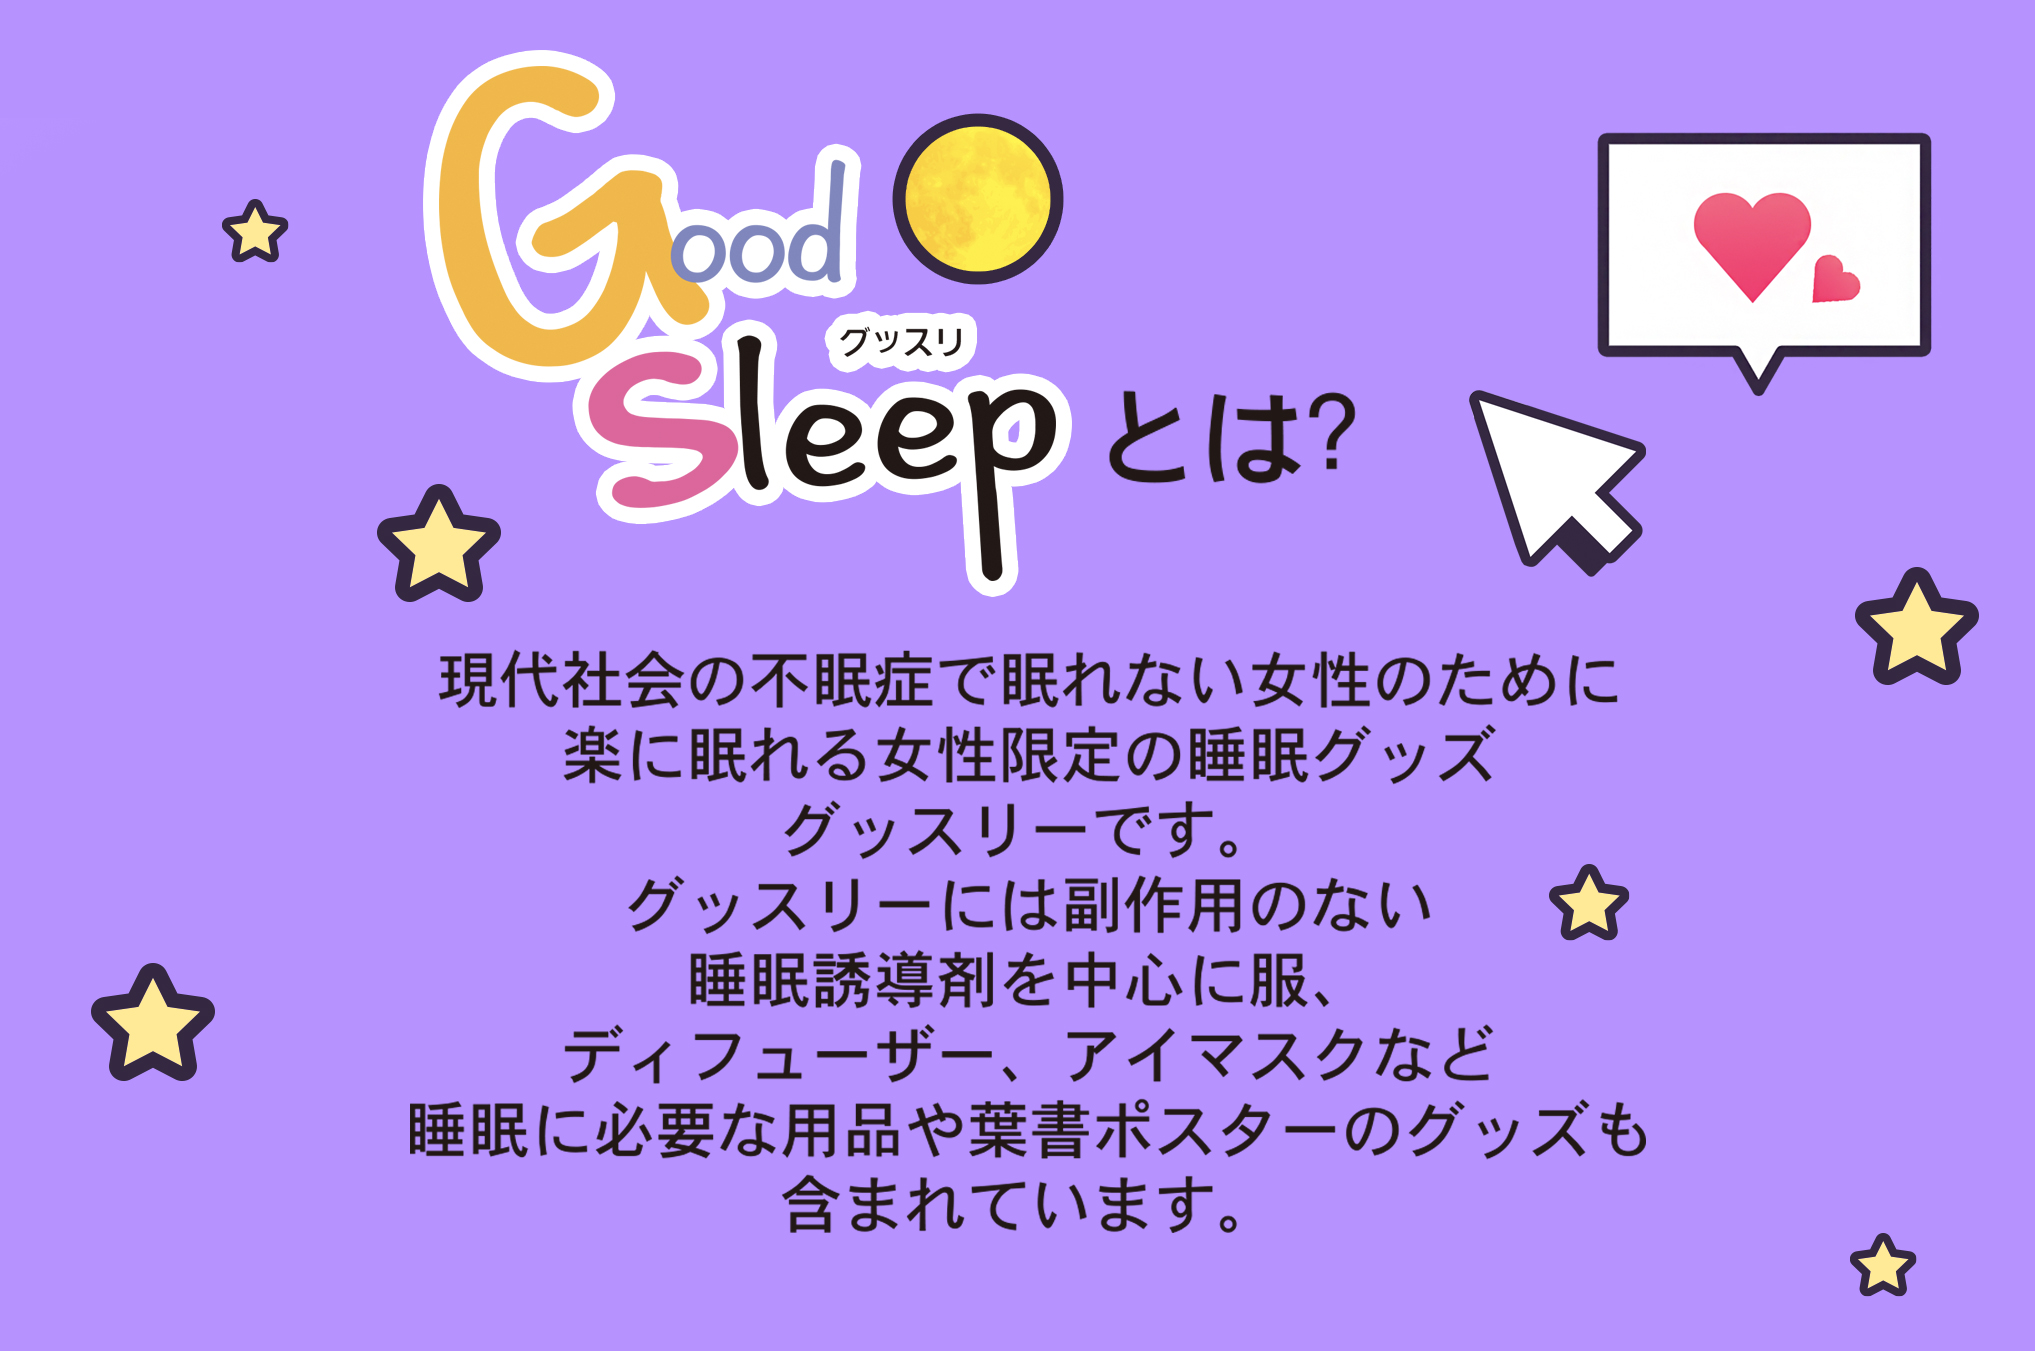 Good
グッスリ
Sleep とは?
現代社会の不眠症で眠れない女性のために
楽に眠れる女性限定の睡眠グッズ
グッスリーです。
グッスリーには副作用のない
睡眠誘導剤を中心に服、
ディフューザー、アイマスクなど
睡眠に必要な用品や葉書ポスターのグッズも
含まれています。